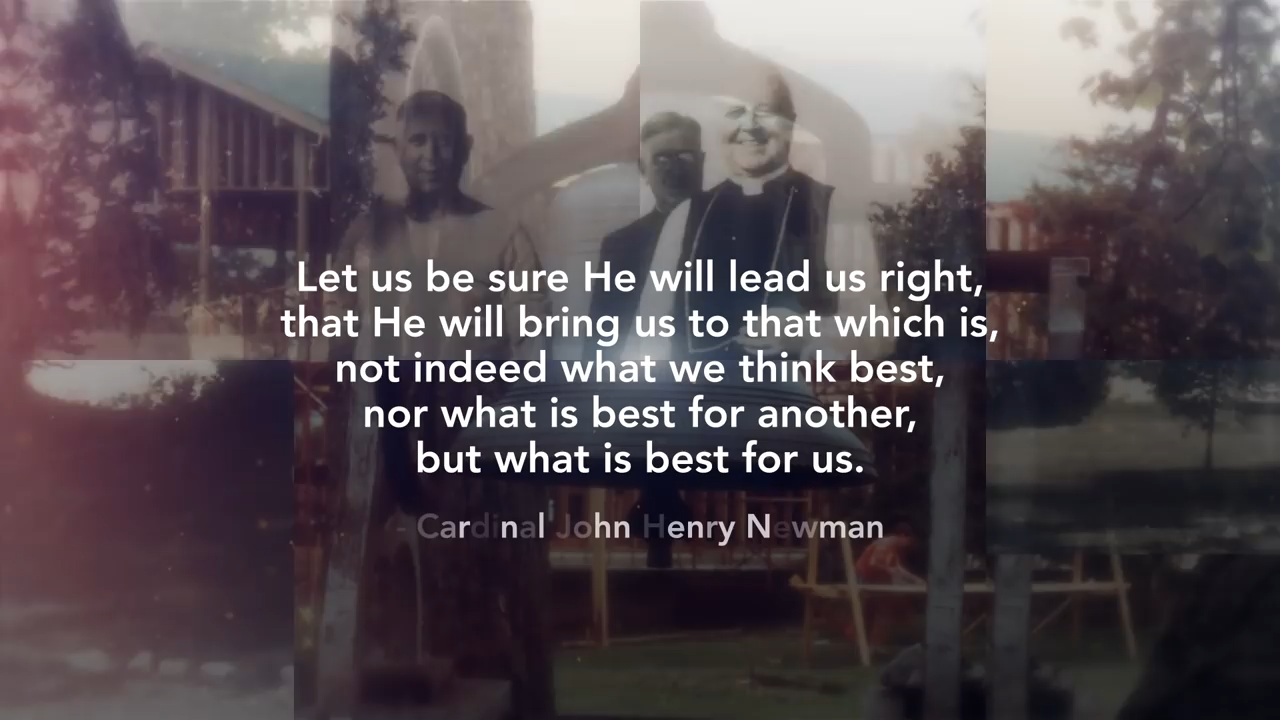 Let us be sure He will lead us right,
that He will bring us to that which is,
not indeed what we think best,
nor what is best for another,
but what is best for us.
- Cardinal John Henry Newman